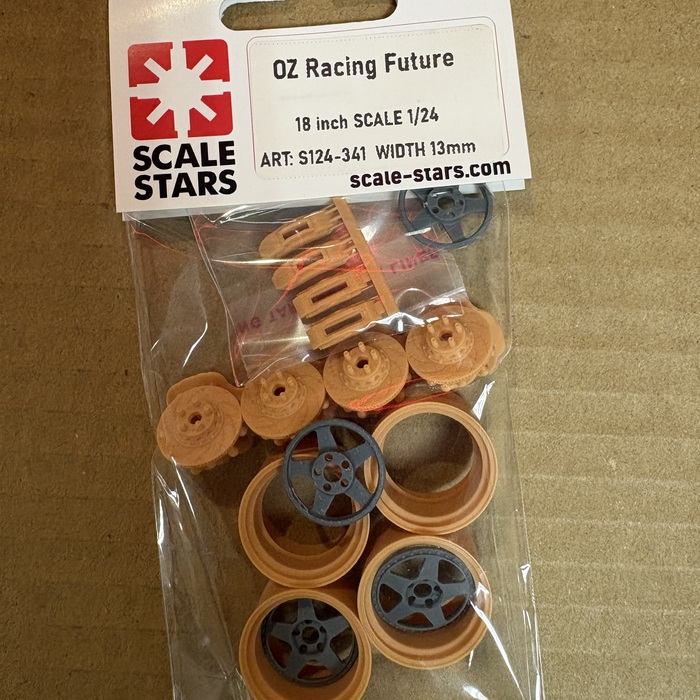 OZ Racing Future
18 inch SCALE 1/24
ART: S124-341 WIDTH 13mm
SCALE
STARS
scale-stars.com